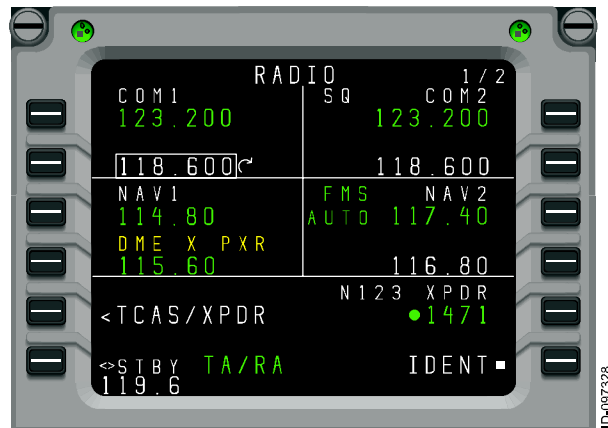 RADIO 1/2
COM1 SQ COM2
123.200 123.200
118.600 118.600
NAV1 FMS NAV2
114.80 AUTO 117.40
DME X PXR
115.60 116.80
N123 XPDR
<TCAS/XPDR 1471
<>STBY TA/RA IDENT
119.6
ID-097328